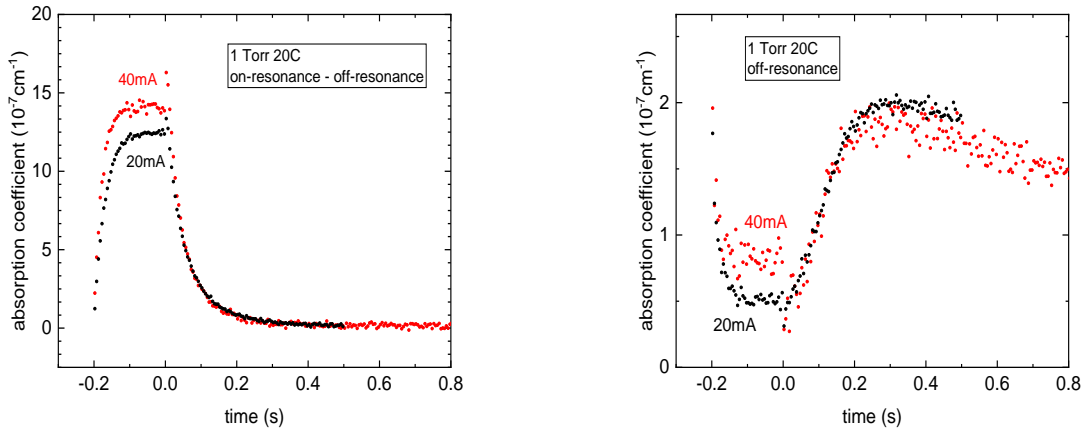 20
15
10
5
0
-0.2
0.0
0.2
0.4
0.6
0.8
absorption coefficient (10⁻⁷cm⁻¹)
time (s)
1 Torr 20C
on-resonance - off-resonance
40mA
20mA
2
1
0
-0.2
0.0
0.2
0.4
0.6
0.8
absorption coefficient (10⁻⁷cm⁻¹)
time (s)
1 Torr 20C
off-resonance
40mA
20mA